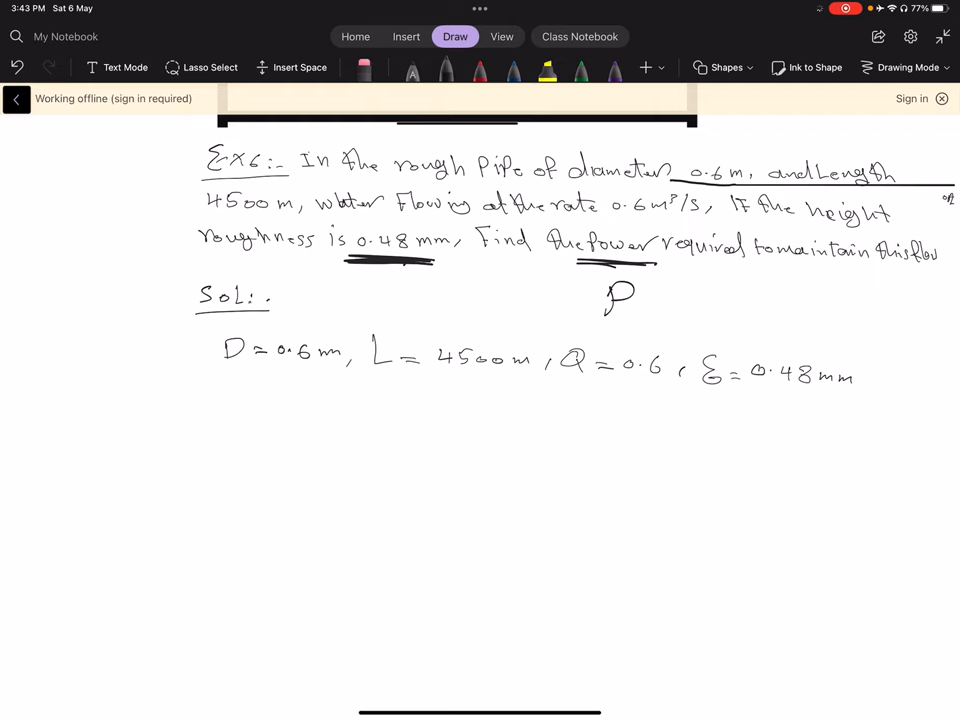 3:43 PM Sat 6 May
77%
My Notebook
Home Insert Draw View Class Notebook
Text Mode Lasso Select Insert Space A Shapes Ink to Shape Drawing Mode
Working offline (sign in required) Sign in
Ex6:- In the rough Pipe of diameter 0.6 m, and Length
4500 m, water Flowing at the rate 0.6 m³/s, If the height of
roughness is 0.48 mm, Find the power required to maintain this flow
SoL:.
P
D = 0.6 m, L = 4500 m, Q = 0.6, Ɛ = 0.48 mm